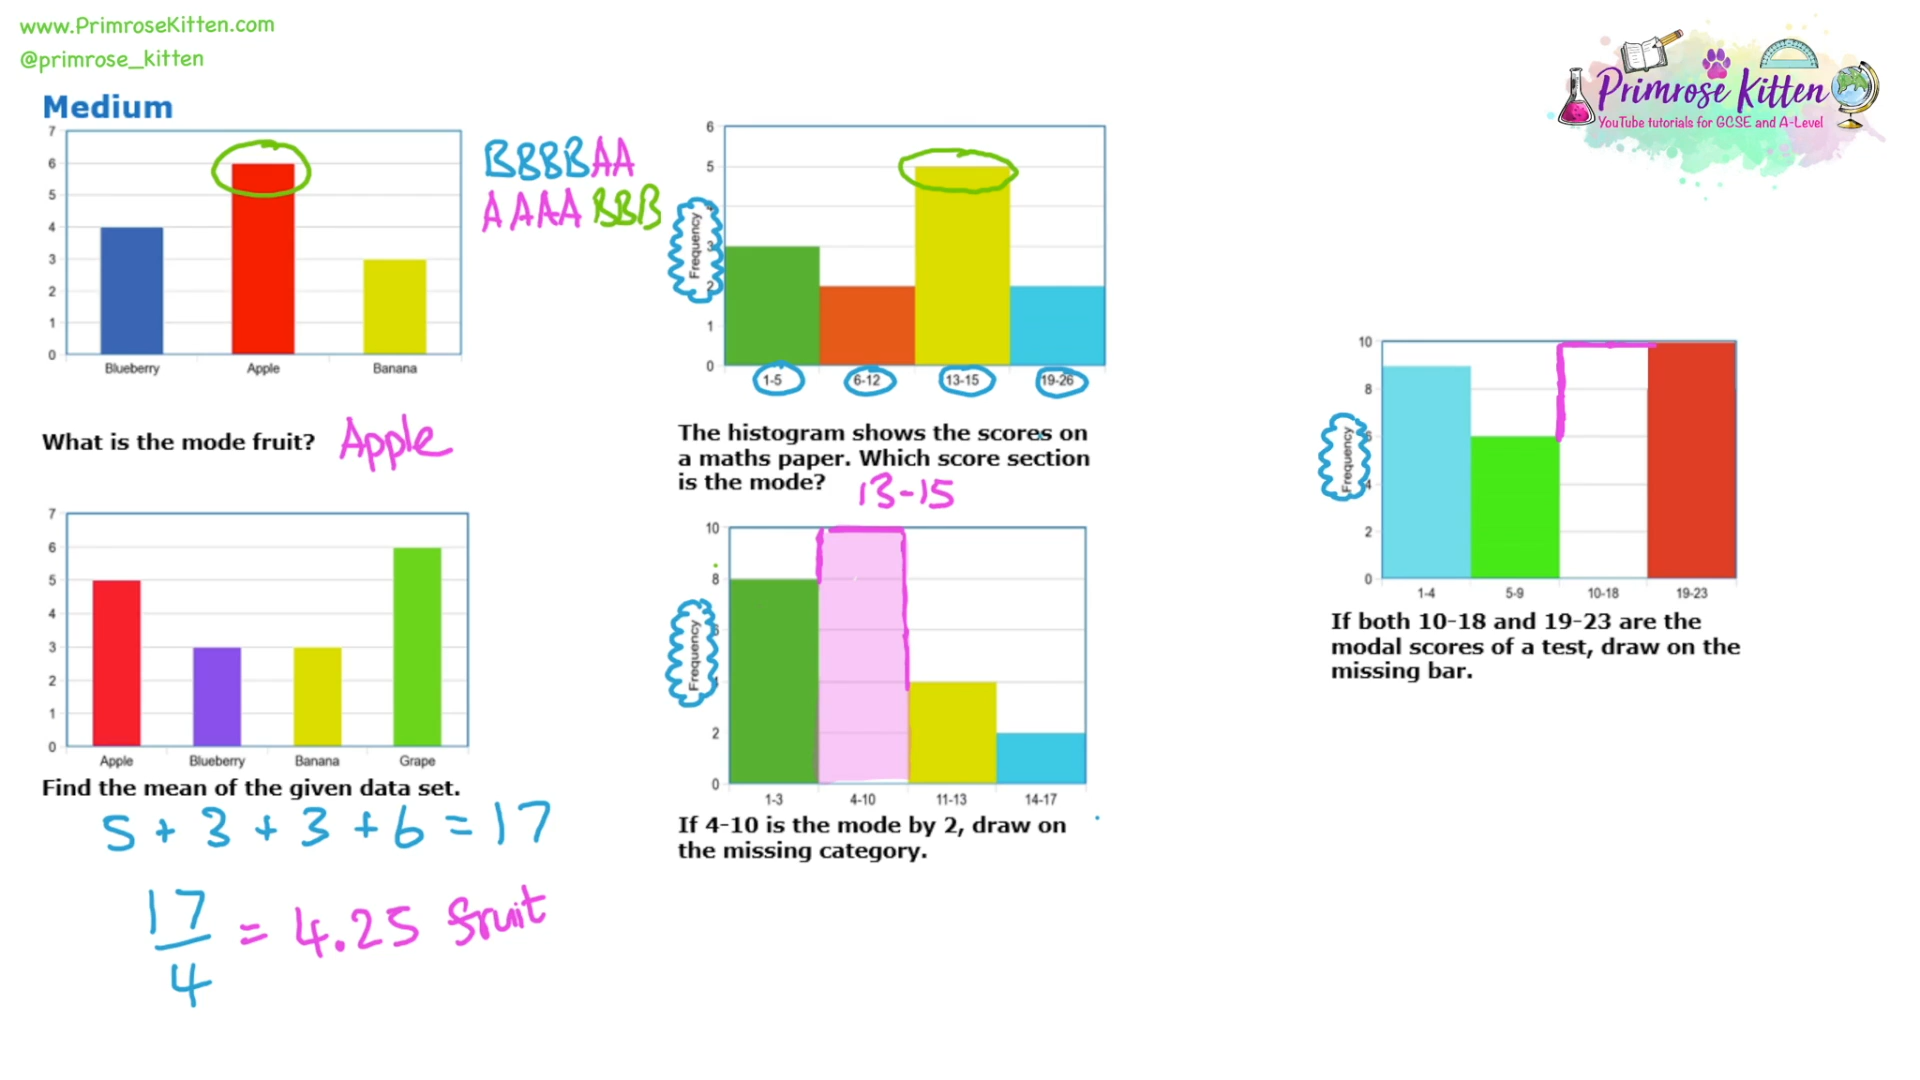 www.PrimroseKitten.com
@primrose_kitten
Primrose Kitten
YouTube tutorials for GCSE and A-Level
Medium
7
6
5
4
3
2
1
0
Blueberry Apple Banana
BBBBAA
AAAABBB
What is the mode fruit? Apple
7
6
5
4
3
2
1
0
Apple Blueberry Banana Grape
Find the mean of the given data set.
5 + 3 + 3 + 6 = 17
17
4
= 4.25 fruit
6
5
3
2
1
0
Frequency
1-5 6-12 13-15 19-26
The histogram shows the scores on
a maths paper. Which score section
is the mode? 13-15
10
8
2
0
Frequency
1-3 4-10 11-13 14-17
If 4-10 is the mode by 2, draw on
the missing category.
10
8
6
4
2
0
Frequency
1-4 5-9 10-18 19-23
If both 10-18 and 19-23 are the
modal scores of a test, draw on the
missing bar.